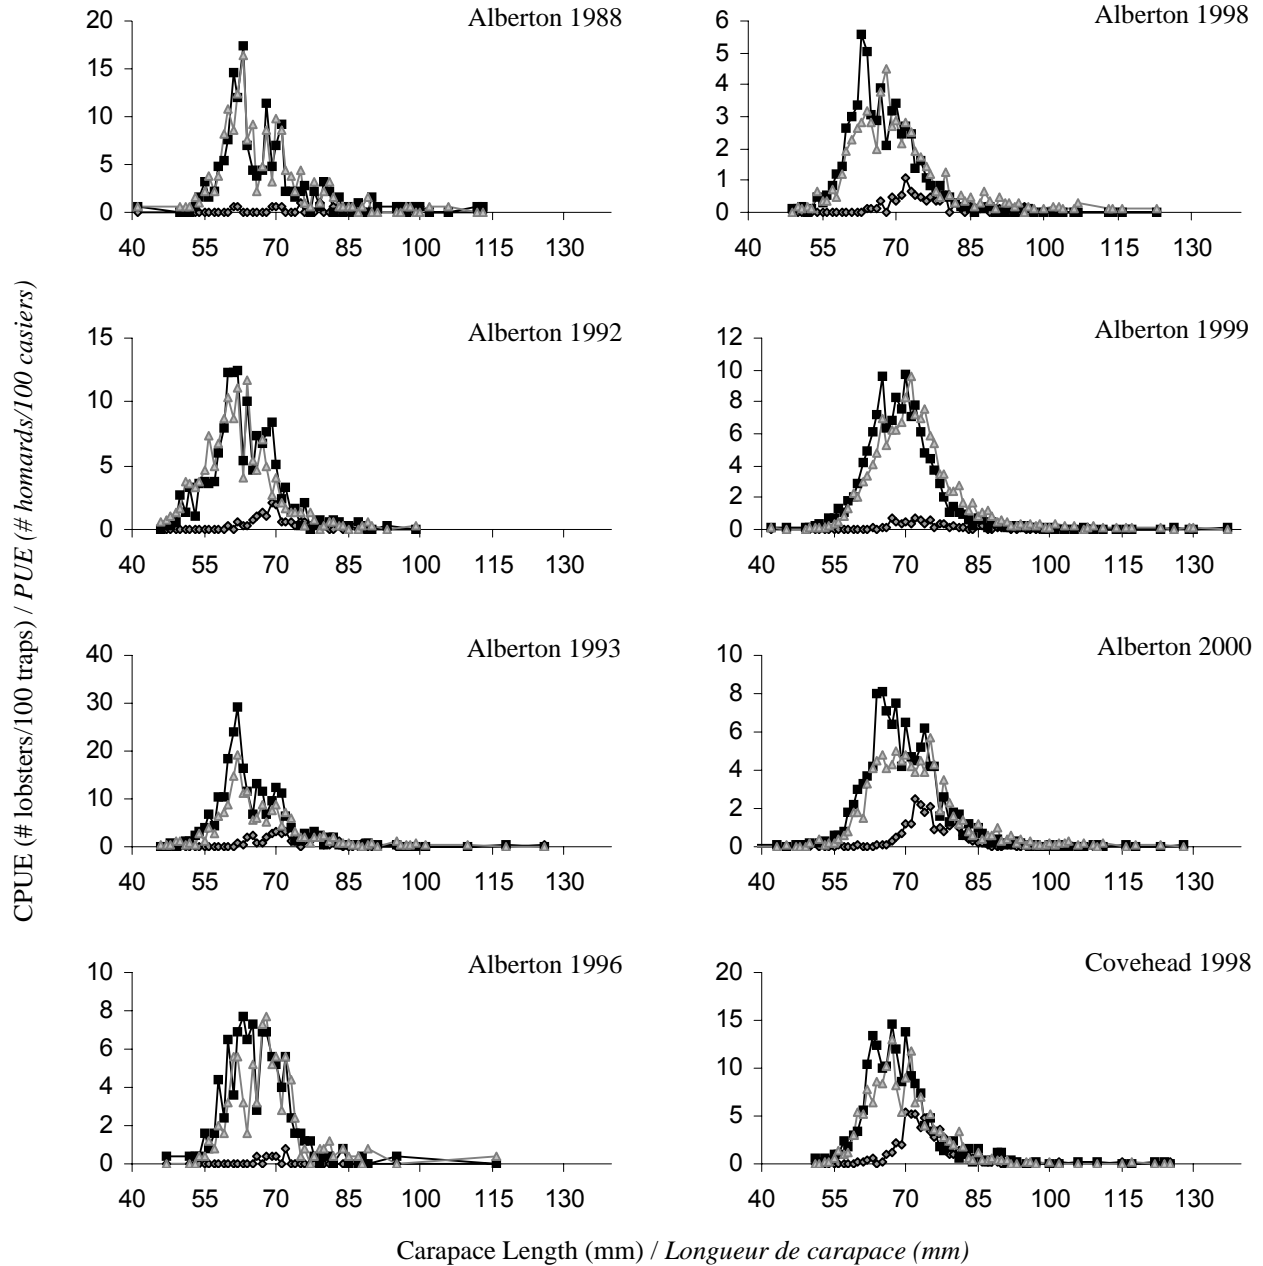 CPUE (# lobsters/100 traps) / PUE (# homards/100 casiers)
Alberton 1988
20
15
10
5
0
40 55 70 85 100 115 130
Alberton 1998
6
5
4
3
2
1
0
40 55 70 85 100 115 130
Alberton 1992
15
10
5
0
40 55 70 85 100 115 130
Alberton 1999
12
10
8
6
4
2
0
40 55 70 85 100 115 130
Alberton 1993
40
30
20
10
0
40 55 70 85 100 115 130
Alberton 2000
10
8
6
4
2
0
40 55 70 85 100 115 130
Alberton 1996
10
8
6
4
2
0
40 55 70 85 100 115 130
Covehead 1998
20
15
10
5
0
40 55 70 85 100 115 130
Carapace Length (mm) / Longueur de carapace (mm)